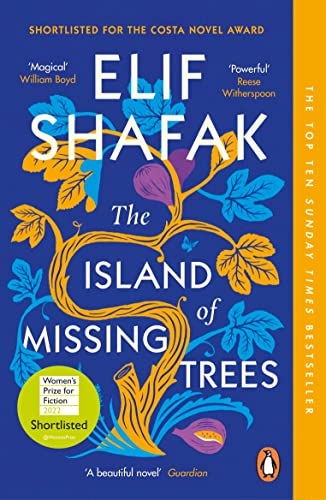 SHORTLISTED FOR THE COSTA NOVEL AWARD
'Magical'
William Boyd
ELIF
SHAFAK
'Powerful'
Reese
Witherspoon
The
ISLAND
of
MISSING
TREES
Women's
Prize for
Fiction
2022
Shortlisted
@WomensPrize
'A beautiful novel' Guardian
THE TOP TEN SUNDAY TIMES BESTSELLER